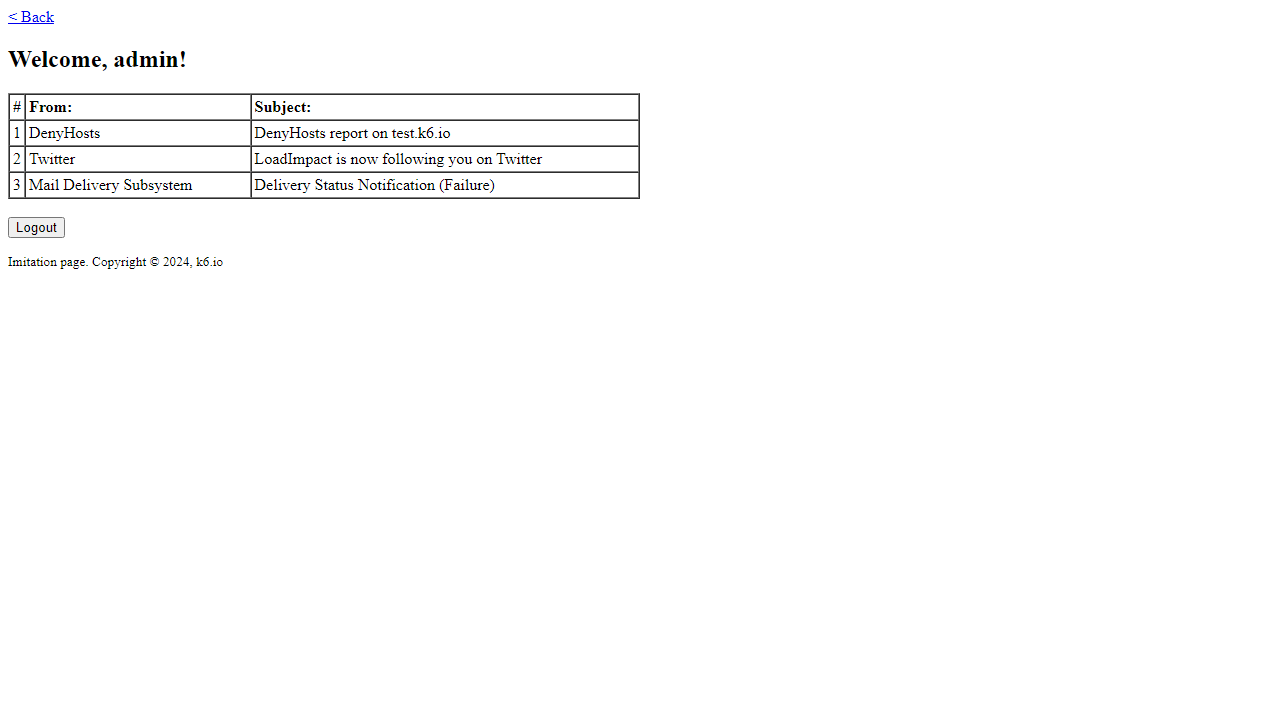 < Back
Welcome, admin!
# From: Subject:
1 DenyHosts DenyHosts report on test.k6.io
2 Twitter LoadImpact is now following you on Twitter
3 Mail Delivery Subsystem Delivery Status Notification (Failure)
Logout
Imitation page. Copyright © 2024, k6.io